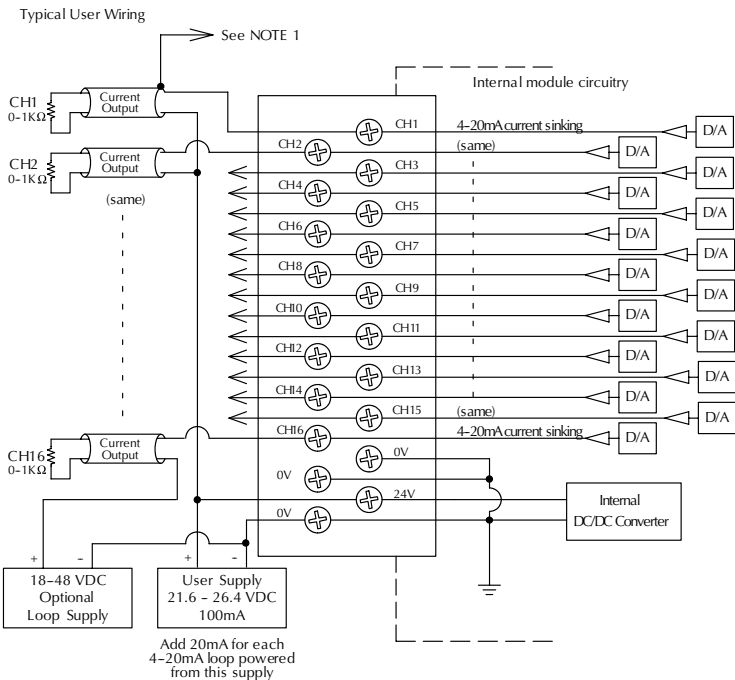 Typical User Wiring
See NOTE 1
Internal module circuitry
CH1
0–1KΩ
Current
Output
CH1
4–20mA current sinking
D/A
CH2
0–1KΩ
Current
Output
CH2
(same)
D/A
(same)
CH3
D/A
CH4
D/A
CH5
D/A
CH6
D/A
CH7
D/A
CH8
D/A
CH9
D/A
CH10
D/A
CH11
D/A
CH12
D/A
CH13
D/A
CH14
D/A
CH15
(same)
D/A
CH16
0–1KΩ
Current
Output
CH16
4–20mA current sinking
D/A
0V
0V
24V
0V
Internal
DC/DC Converter
+
-
+
-
18–48 VDC
Optional
Loop Supply
User Supply
21.6 – 26.4 VDC
100mA
Add 20mA for each
4–20mA loop powered
from this supply